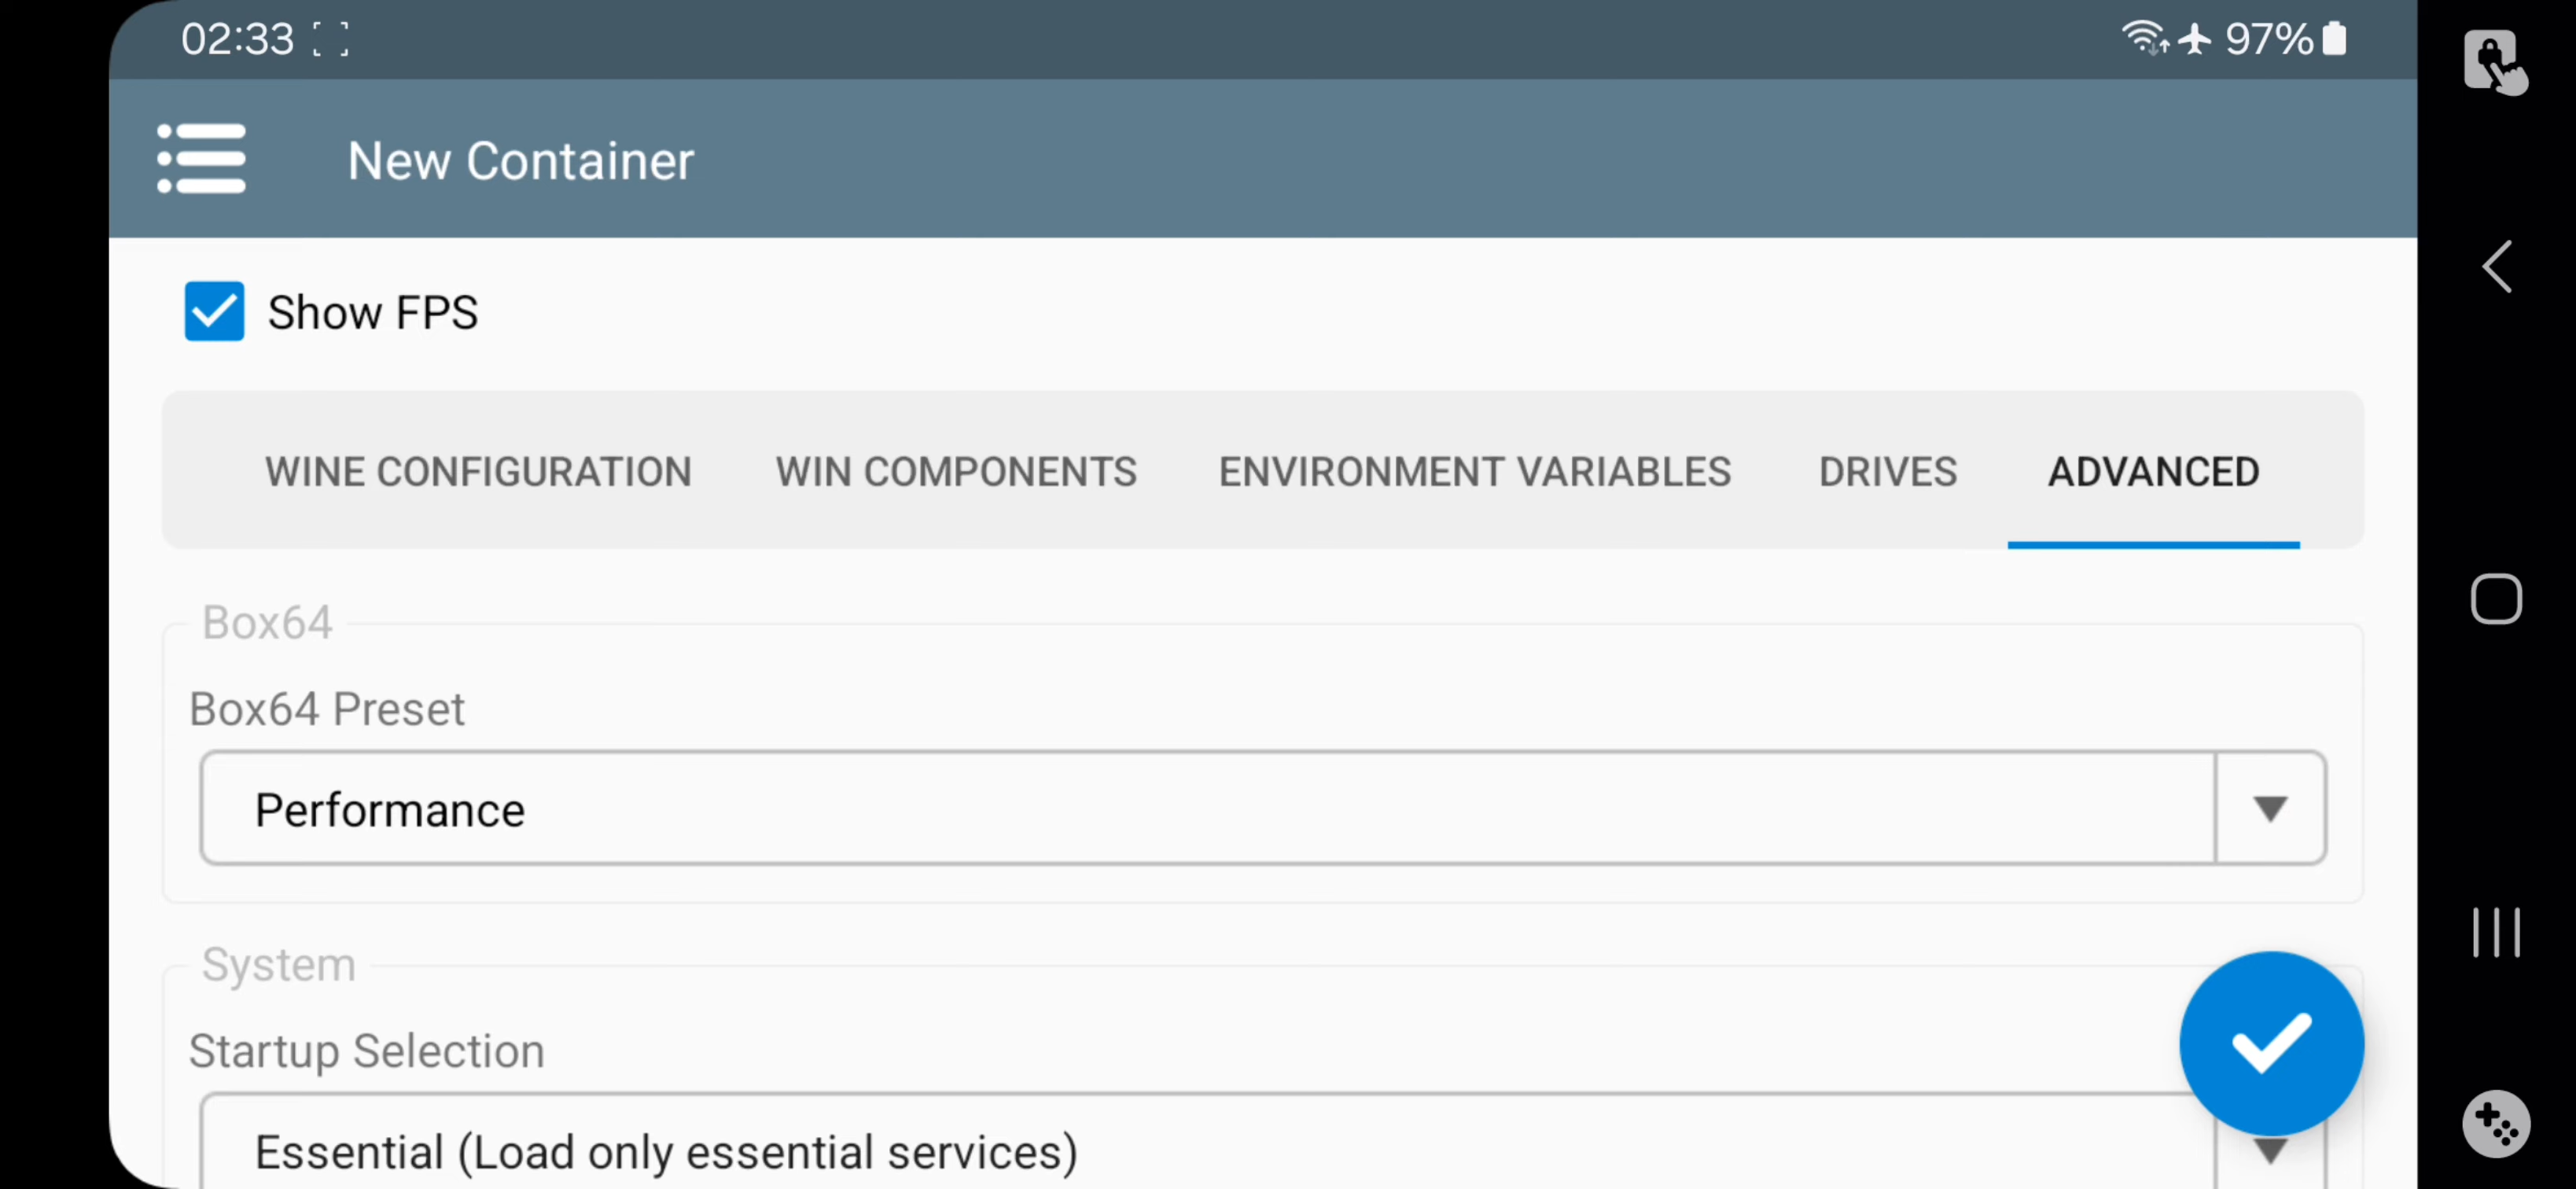 02:33 97%
New Container
Show FPS
WINE CONFIGURATION WIN COMPONENTS ENVIRONMENT VARIABLES DRIVES ADVANCED
Box64
Box64 Preset
Performance
System
Startup Selection
Essential (Load only essential services)